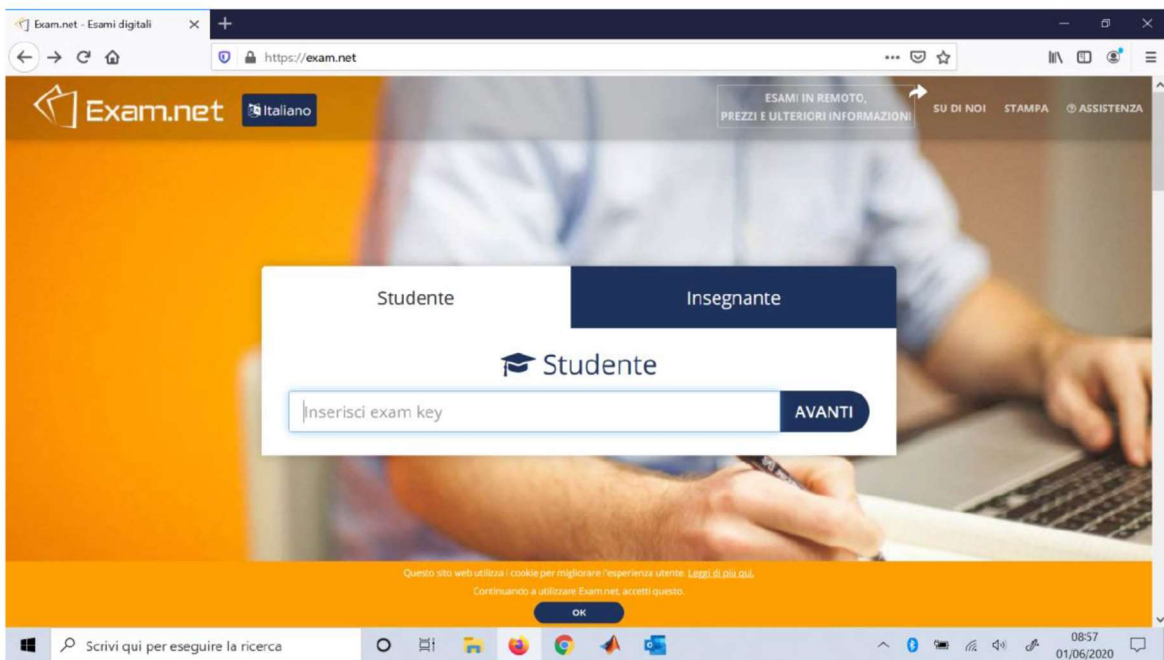 Exam.net - Esami digitali
https://exam.net
Exam.net
Italiano
ESAMI IN REMOTO,
PREZZI E ULTERIORI INFORMAZIONI
SU DI NOI
STAMPA
ASSISTENZA
Studente
Insegnante
Studente
Inserisci exam key
AVANTI
Questo sito web utilizza i cookie per migliorare l'esperienza utente. Leggi di più qui.
Continuando a utilizzare Exam.net, accetti questo.
OK
Scrivi qui per eseguire la ricerca
08:57
01/06/2020